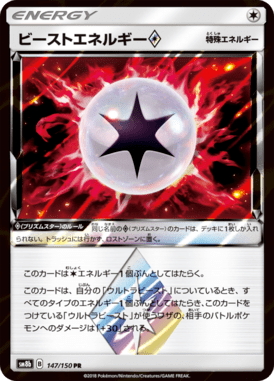 ENERGY
ビーストエネルギー◇
とくしゅ
特殊エネルギー
◇(プリズムスター)のルール
同じ名前の◇(プリズムスター)のカードは、デッキに1枚しか入
れられない。トラッシュには行かず、ロストゾーンに置く。
このカードは エネルギー1個ぶんとしてはたらく。
このカードは、自分の「ウルトラビースト」についているとき、す
べてのタイプのエネルギー1個ぶんとしてはたらき、このカードを
つけている「ウルトラビースト」が使うワザの、相手のバトルポケ
モンへのダメージは「+30」される。
SM8b 147/150 PR
©2018 Pokémon/Nintendo/Creatures/GAME FREAK.